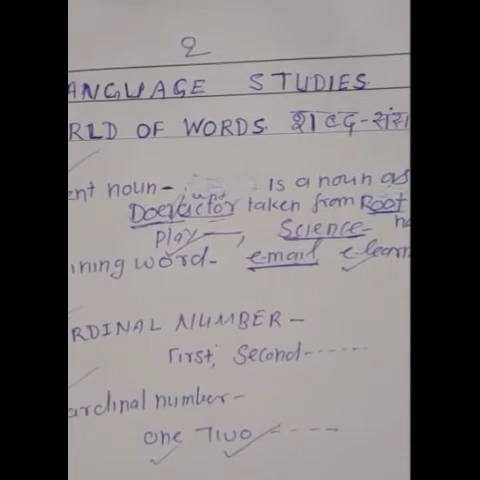 2
ANGUAGE STUDIES
RLD OF WORDS शब्द-संस
ent noun- is a noun as
Doer/actor taken from Root
Play Science-
ining word- e-mail e-learn
RDINAL NUMBER-
First, Second------
ardinal number-
one Two ----